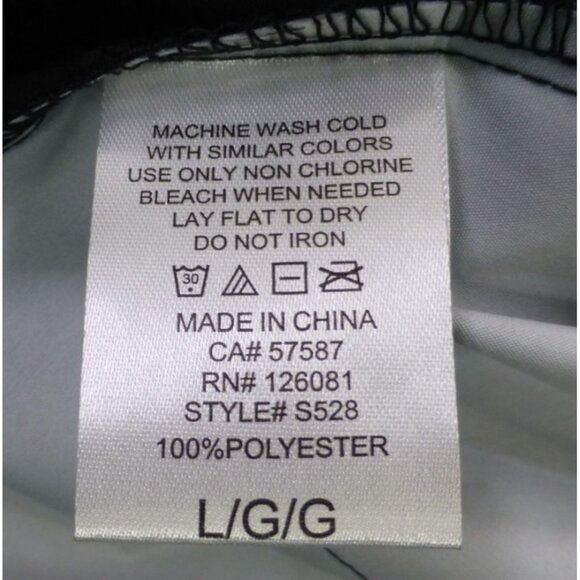 MACHINE WASH COLD
WITH SIMILAR COLORS
USE ONLY NON CHLORINE
BLEACH WHEN NEEDED
LAY FLAT TO DRY
DO NOT IRON
30
MADE IN CHINA
CA# 57587
RN# 126081
STYLE# S528
100%POLYESTER
L/G/G